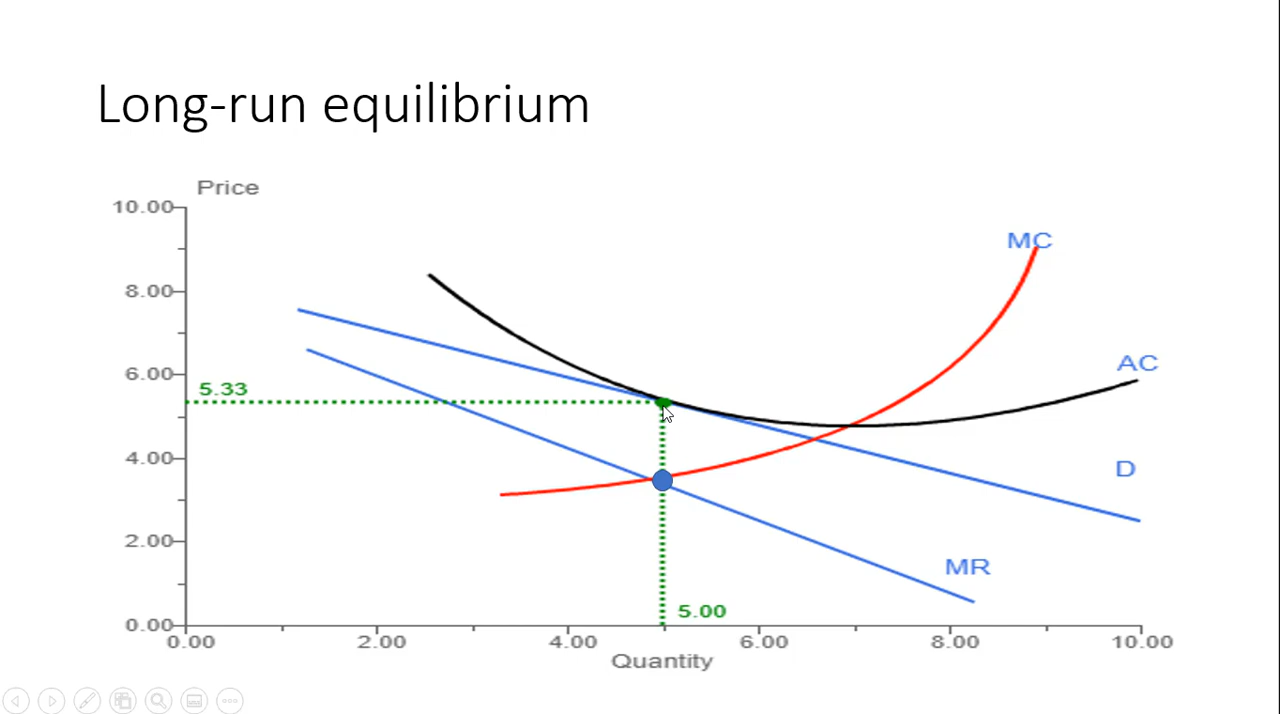 Long-run equilibrium
Price
10.00
MC
8.00
AC
6.00
5.33
4.00
D
2.00
MR
5.00
0.00
0.00 2.00 4.00 6.00 8.00 10.00
Quantity